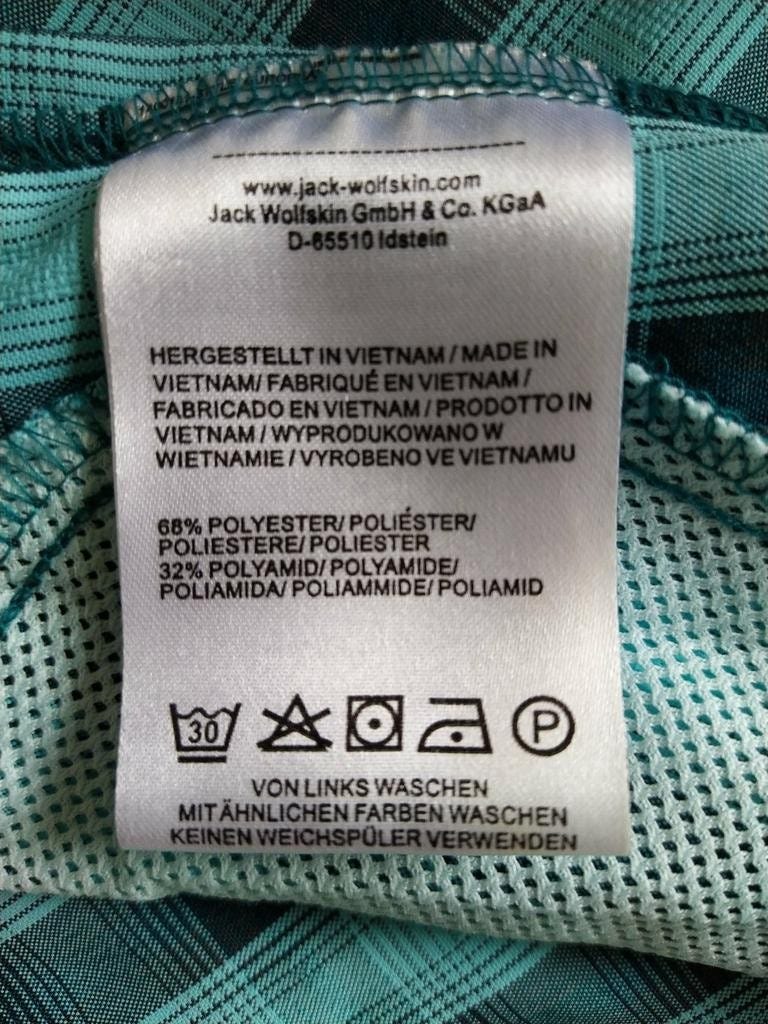 www.jack-wolfskin.com
Jack Wolfskin GmbH & Co. KGaA
D-65510 Idstein
HERGESTELLT IN VIETNAM / MADE IN
VIETNAM/ FABRIQUÉ EN VIETNAM /
FABRICADO EN VIETNAM / PRODOTTO IN
VIETNAM / WYPRODUKOWANO W
WIETNAMIE / VYROBENO VE VIETNAMU
68% POLYESTER/ POLIÉSTER/
POLIESTERE/ POLIESTER
32% POLYAMID/ POLYAMIDE/
POLIAMIDA/ POLIAMMIDE/ POLIAMID
30 P
VON LINKS WASCHEN
MIT ÄHNLICHEN FARBEN WASCHEN
KEINEN WEICHSPÜLER VERWENDEN